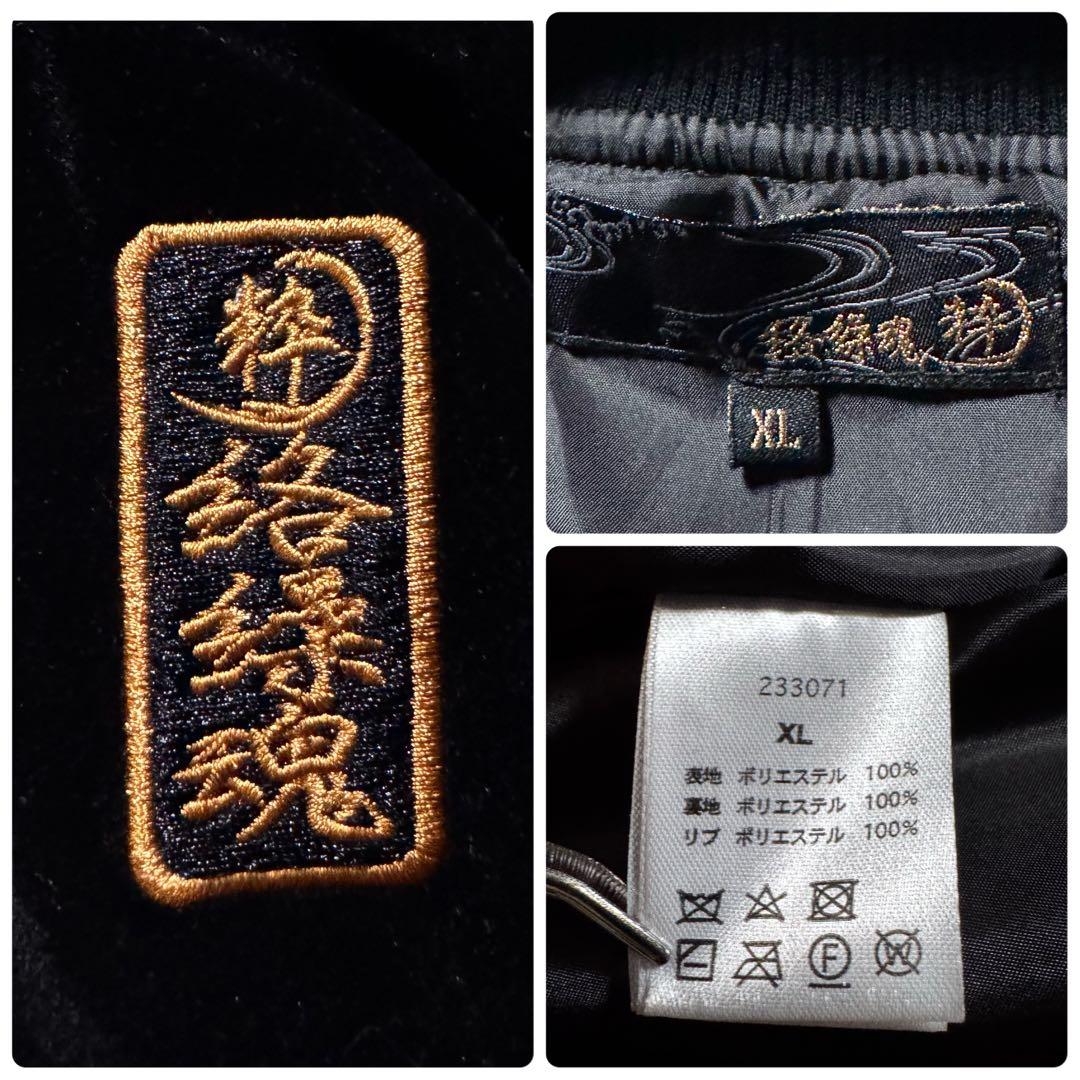 粋
絡
繰
魂
絡繰魂 粋
XL
233071
XL
表地 ポリエステル 100%
裏地 ポリエステル 100%
リブ ポリエステル 100%
F
W